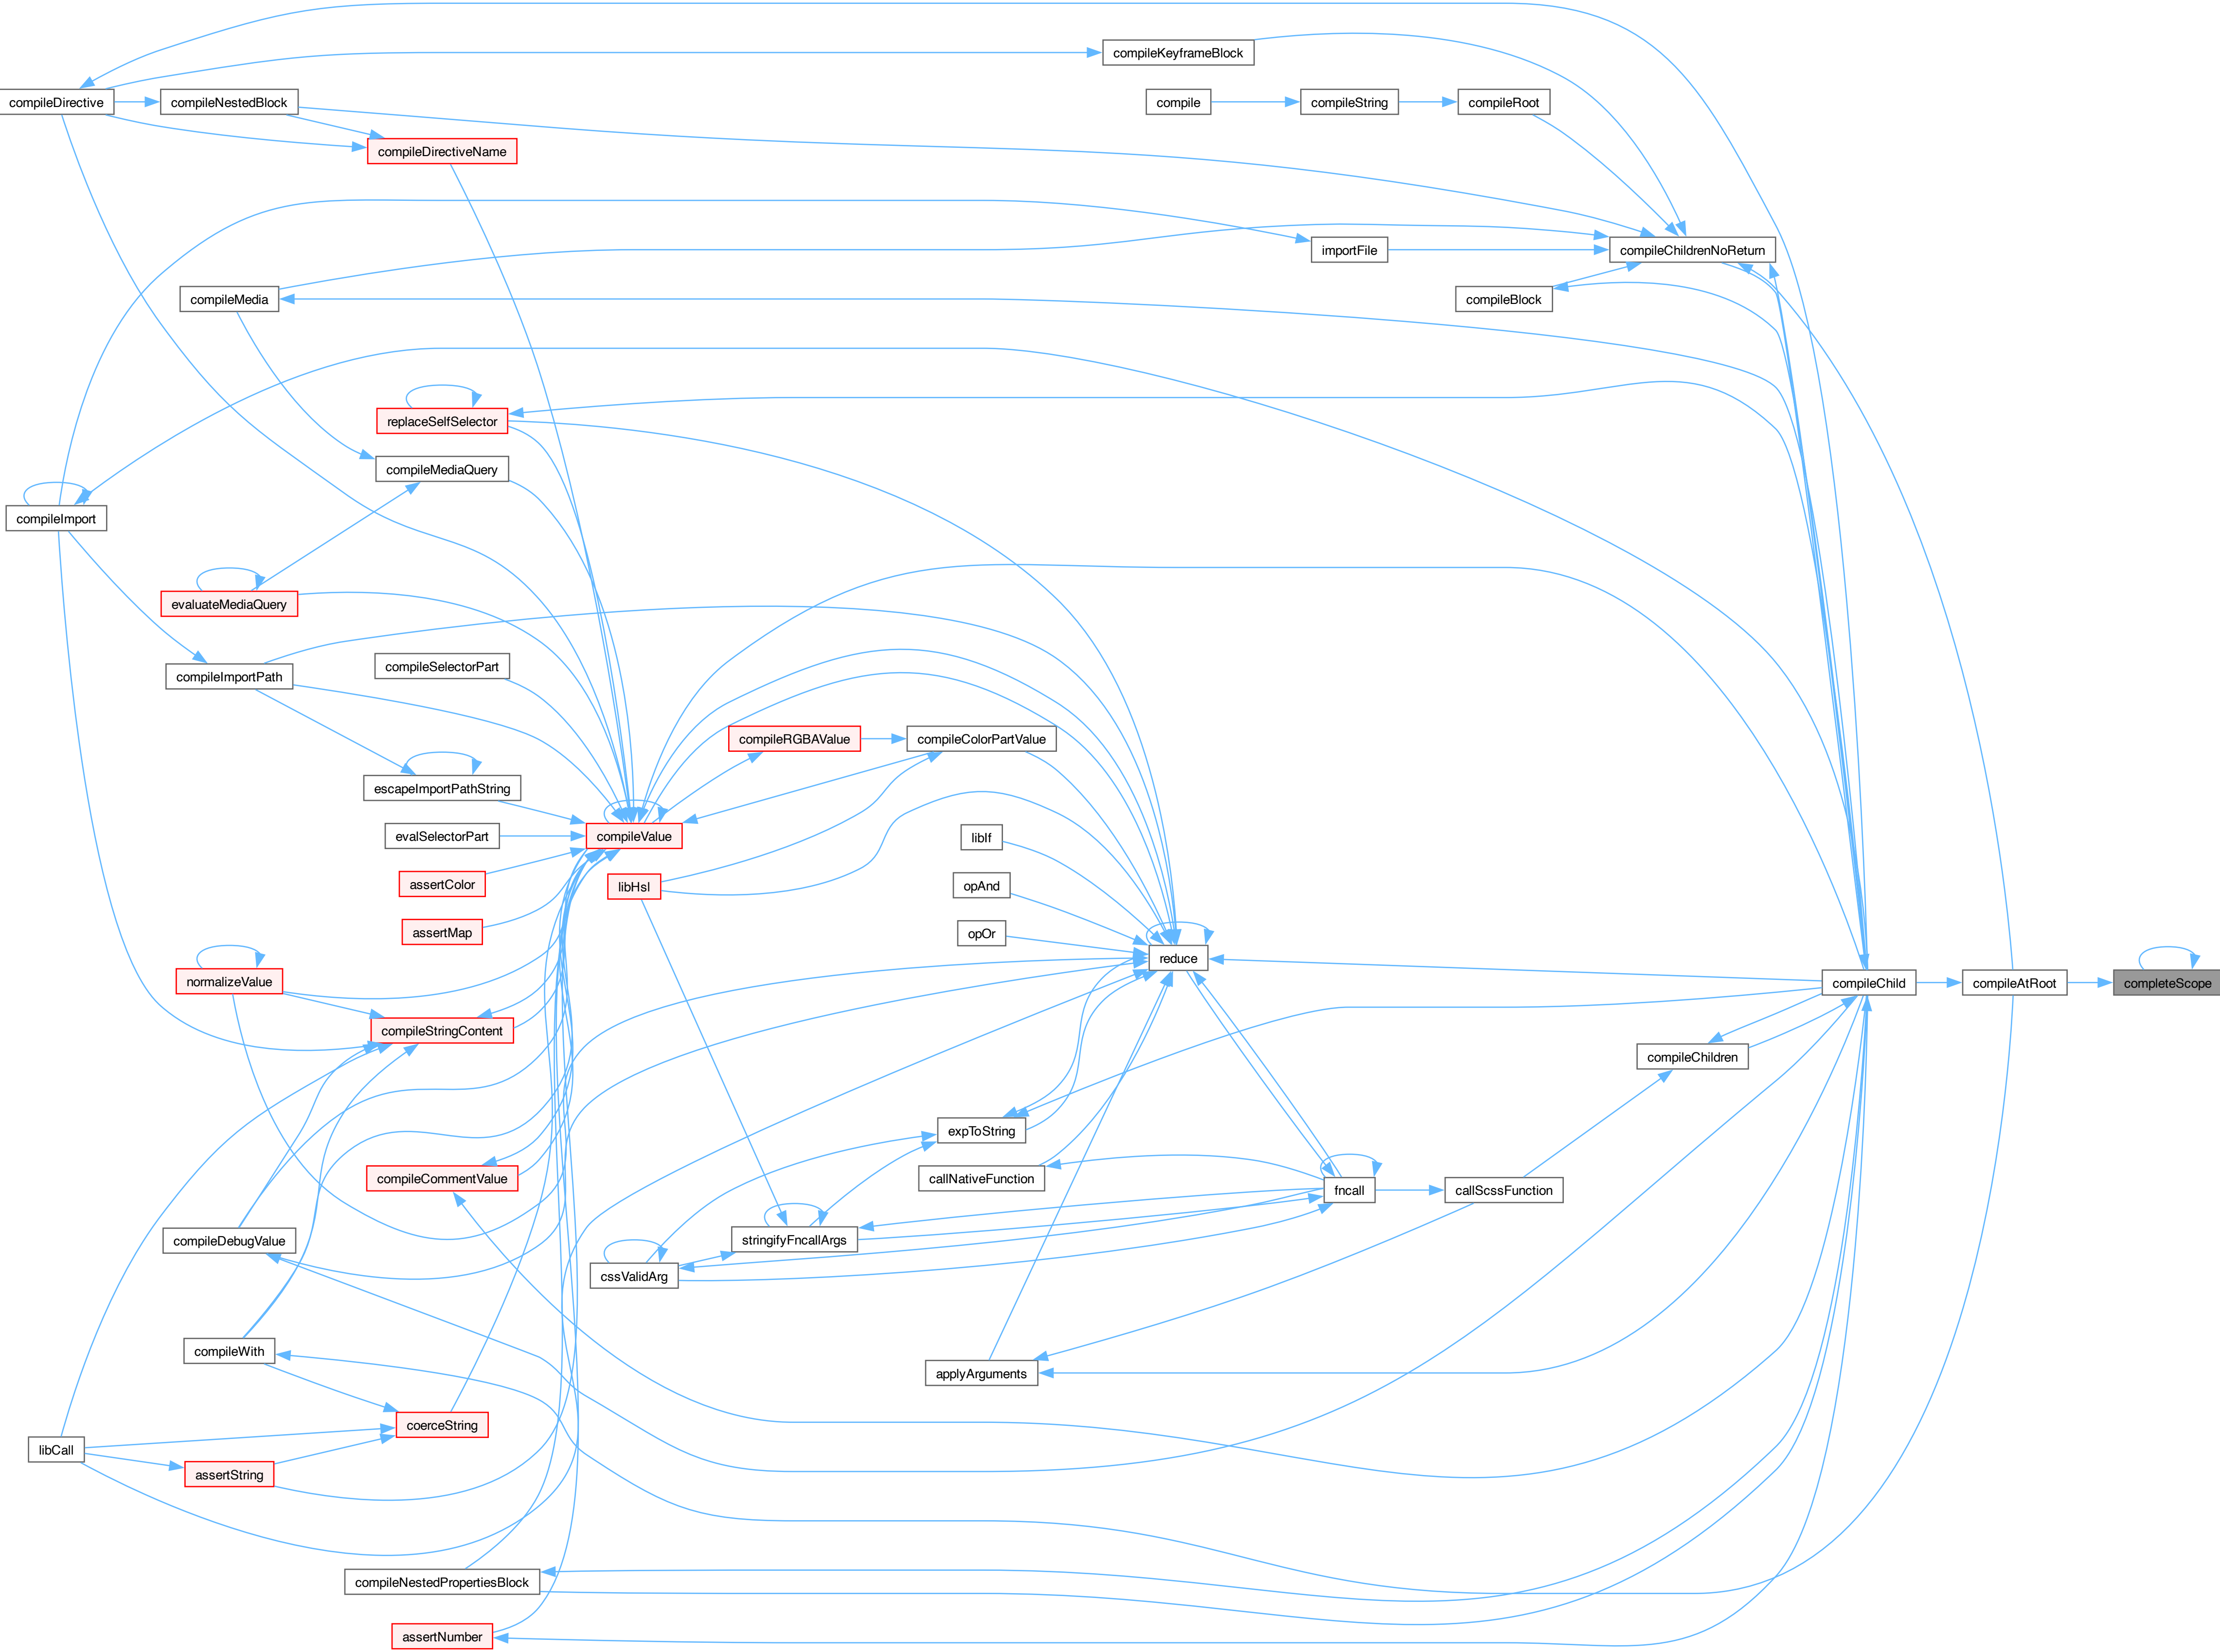 compileKeyframeBlock
compileDirective
compileNestedBlock
compile
compileString
compileRoot
compileDirectiveName
importFile
compileChildrenNoReturn
compileMedia
compileBlock
replaceSelfSelector
compileMediaQuery
compileImport
evaluateMediaQuery
compileSelectorPart
compileImportPath
compileRGBAValue
compileColorPartValue
escapeImportPathString
evalSelectorPart
compileValue
libIf
assertColor
libHsl
opAnd
assertMap
opOr
reduce
normalizeValue
compileChild
compileAtRoot
completeScope
compileStringContent
compileChildren
expToString
compileCommentValue
callNativeFunction
fncall
callScssFunction
compileDebugValue
stringifyFncallArgs
cssValidArg
compileWith
applyArguments
coerceString
libCall
assertString
compileNestedPropertiesBlock
assertNumber